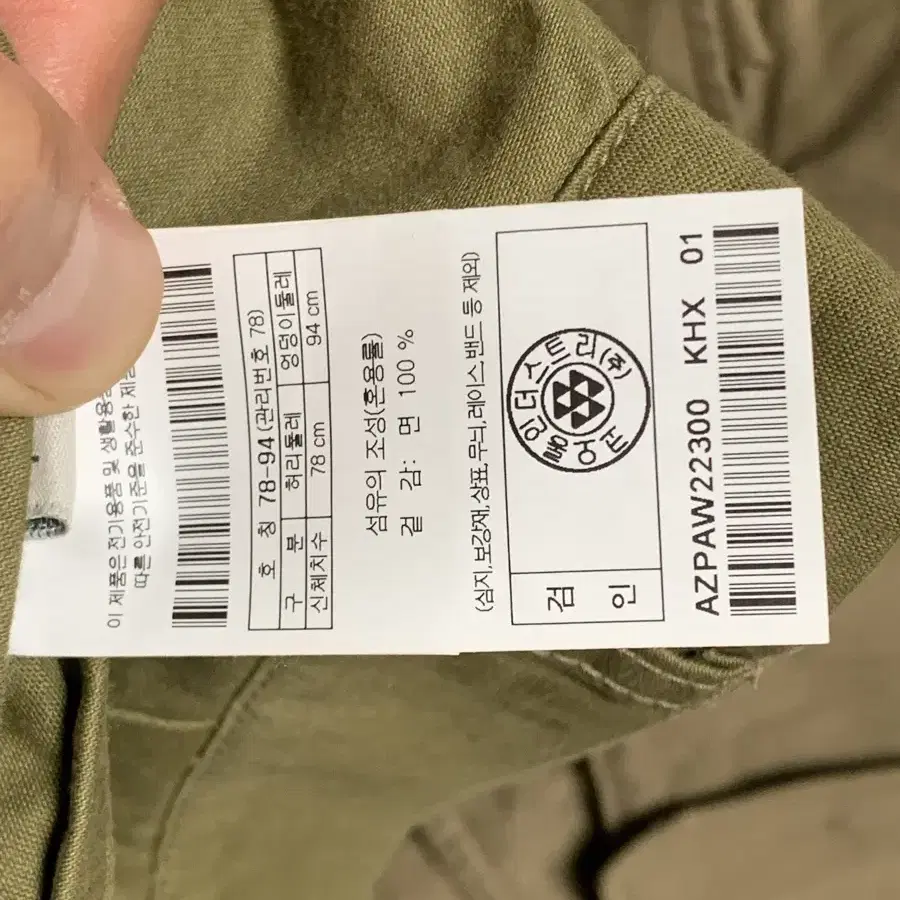 이 제품은 전기용품 및 생활용
따른 안전기준을 준수한 제
호 칭 78-94 (관리번호 78)
구 분 허리둘레 엉덩이둘레
신체치수 78 cm 94 cm
섬유의 조성(혼용률)
겉 감: 면 100 %
(심지, 보강재, 상표, 무늬, 레이스 밴드 등 제외)
검 인
인더스트리(주)
AZPAW22300 KHX 01